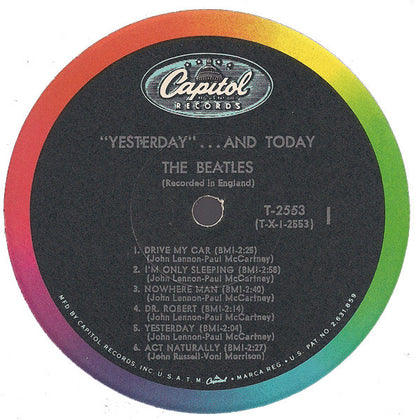 Capitol
RECORDS
"YESTERDAY"...AND TODAY
THE BEATLES
(Recorded in England)
T-2553
(T-X-1-2553)
1
1. DRIVE MY CAR (BMI-2:25)
(John Lennon-Paul McCartney)
2. I'M ONLY SLEEPING (BMI-2:58)
(John Lennon-Paul McCartney)
3. NOWHERE MAN (BMI-2:40)
(John Lennon-Paul McCartney)
4. DR. ROBERT (BMI-2:14)
(John Lennon-Paul McCartney)
5. YESTERDAY (BMI-2:04)
(John Lennon-Paul McCartney)
6. ACT NATURALLY (BMI-2:27)
(John Russell-Voni Morrison)
MFD. BY CAPITOL RECORDS, INC. U.S.A. T.M. Capitol • MARCA REG. • U.S. PAT. NO. 2,631,859